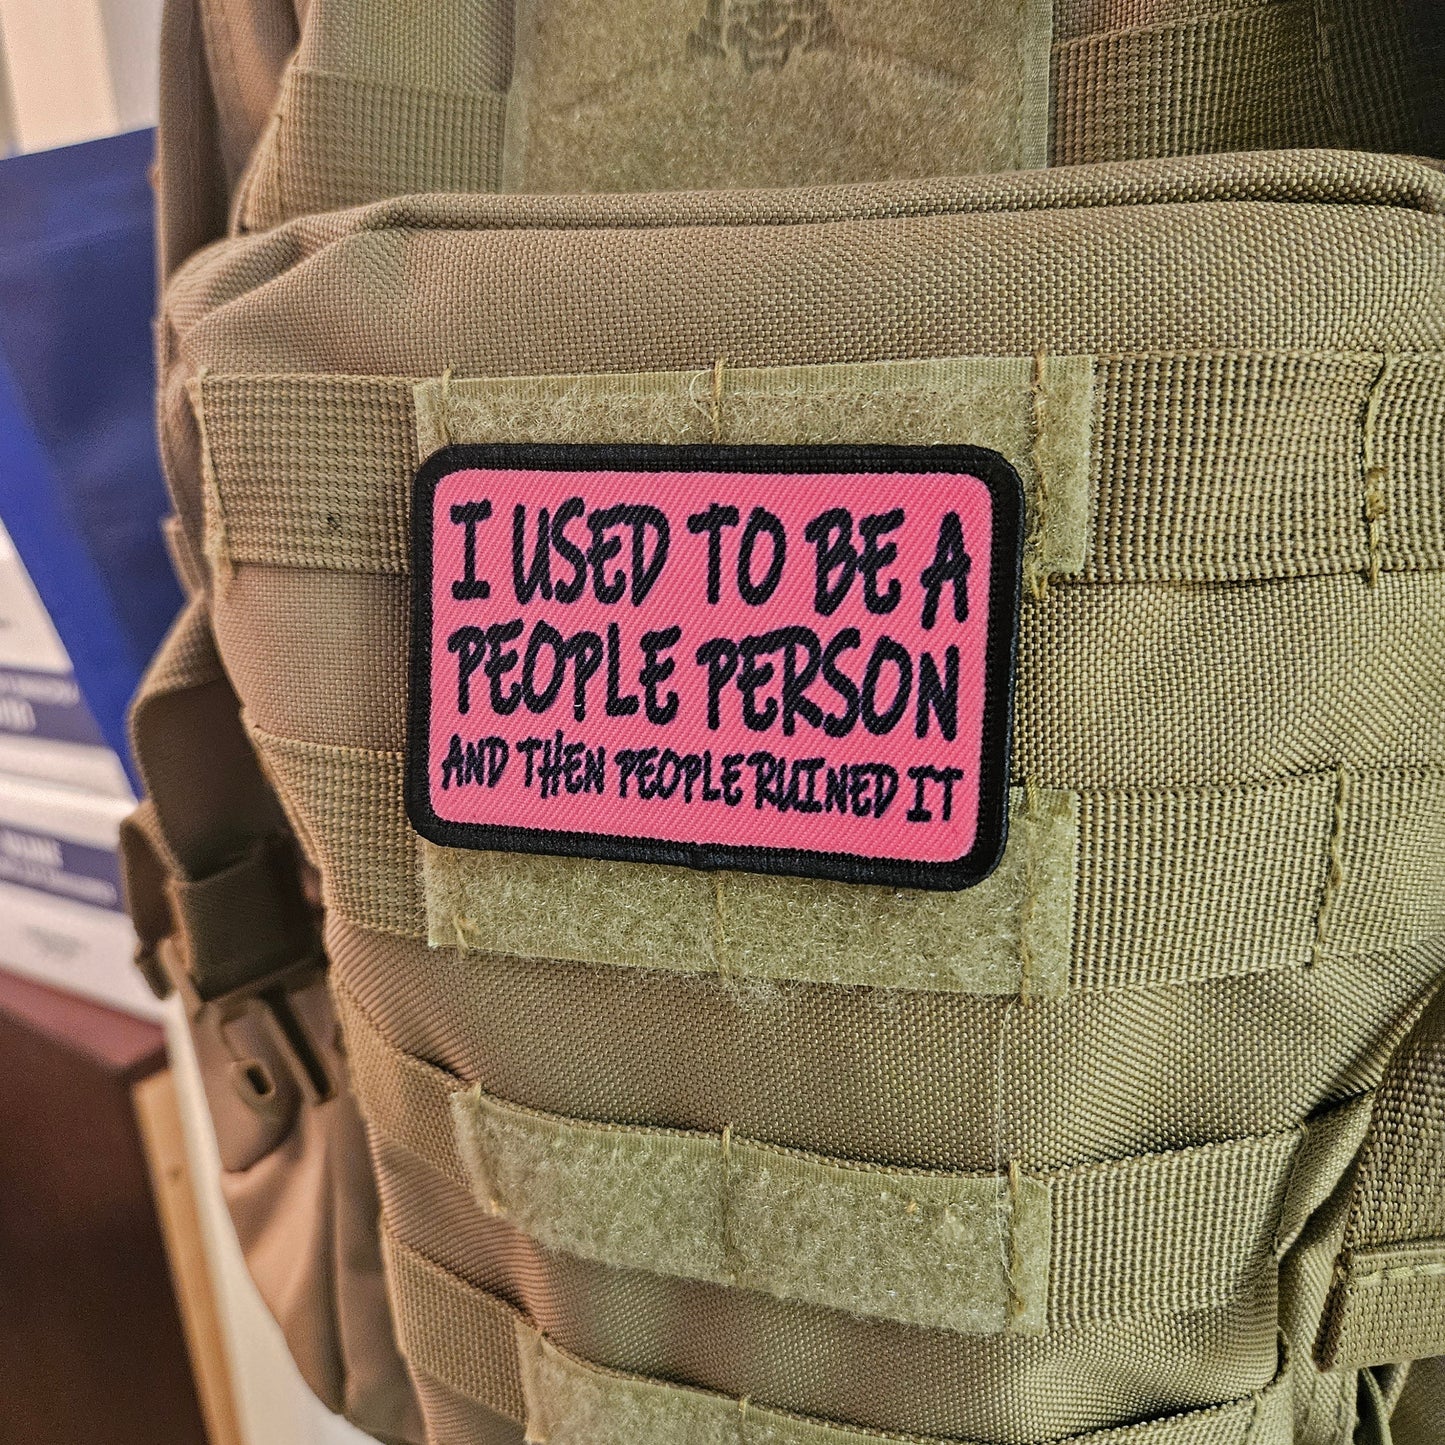 I USED TO BE A
PEOPLE PERSON
AND THEN PEOPLE RUINED IT